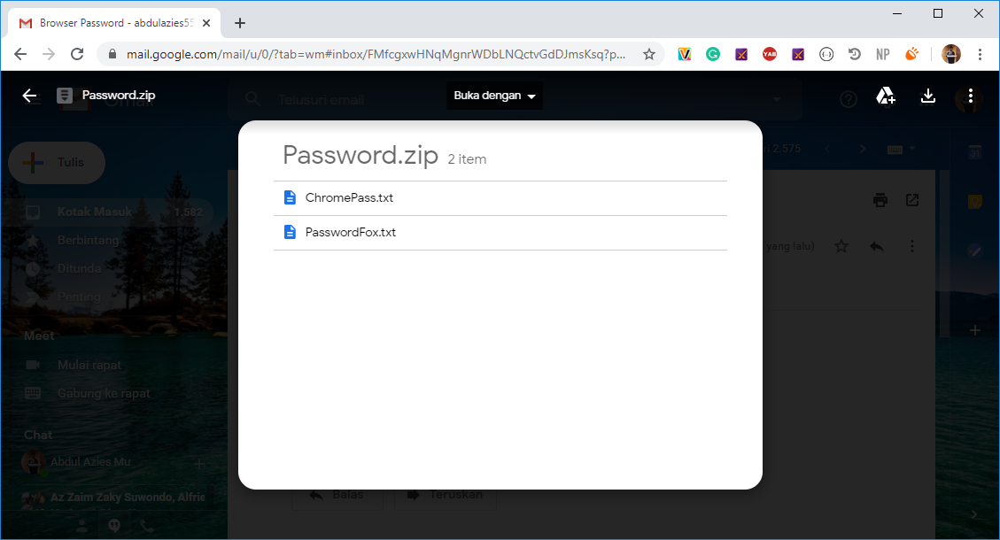 Browser Password - abdulazies55
mail.google.com/mail/u/0/?tab=wm#inbox/FMfcgxwHNqMgnrWDbLNQctvGdDJmsKsq?p...
YAB
NP
Password.zip
Gmail
Telusuri email
Buka dengan
Tulis
2.575
Password.zip 2 item
ChromePass.txt
PasswordFox.txt
Kotak Masuk 1.582
Berbintang
Ditunda
Penting
yang lalu)
Meet
Mulai rapat
Gabung ke rapat
Chat
Abdul Azies Mu
Az Zaim Zaky Suwondo, Alfrie
Balas
Teruskan